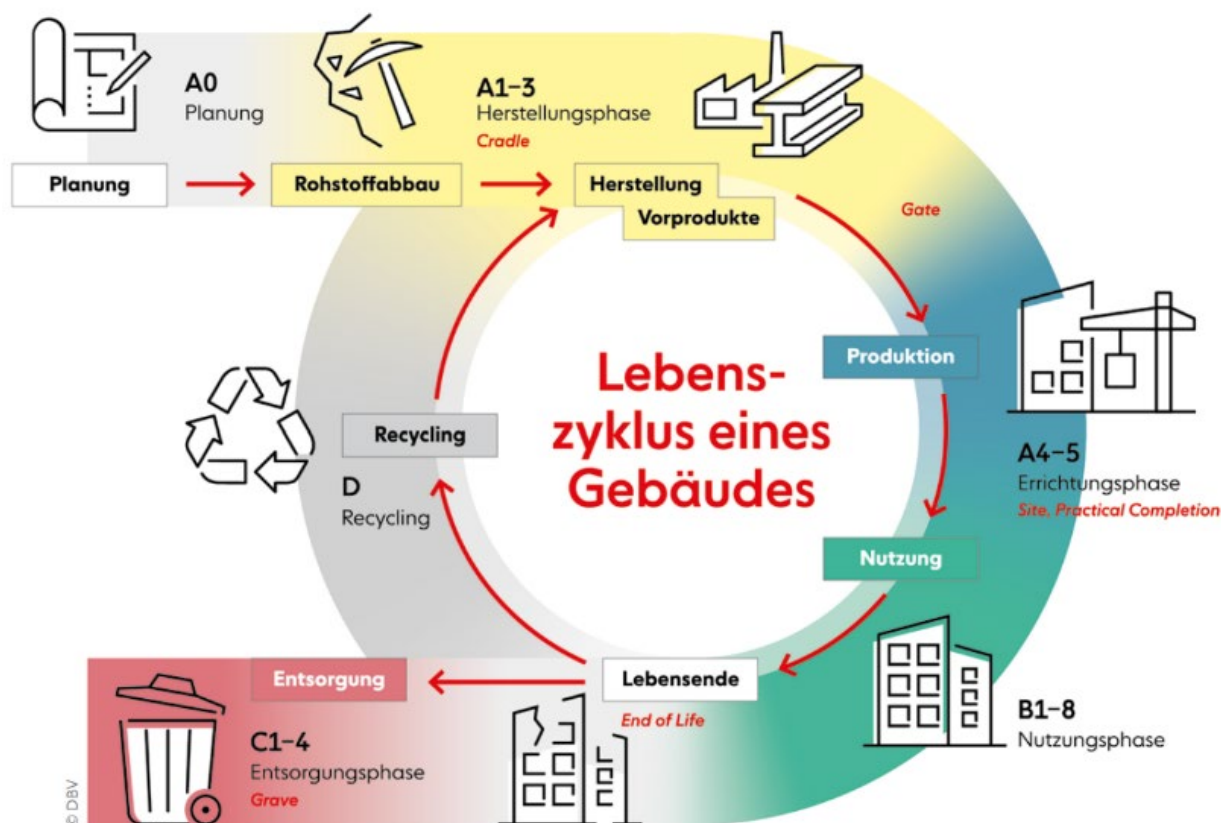 A0
Planung
A1–3
Herstellungsphase
Cradle
Planung
Rohstoffabbau
Herstellung
Vorprodukte
Gate
Produktion
Lebens-
zyklus eines
Gebäudes
Recycling
D
Recycling
A4–5
Errichtungsphase
Site, Practical Completion
Nutzung
Entsorgung
Lebensende
End of Life
B1–8
Nutzungsphase
C1–4
Entsorgungsphase
Grave
© DBV